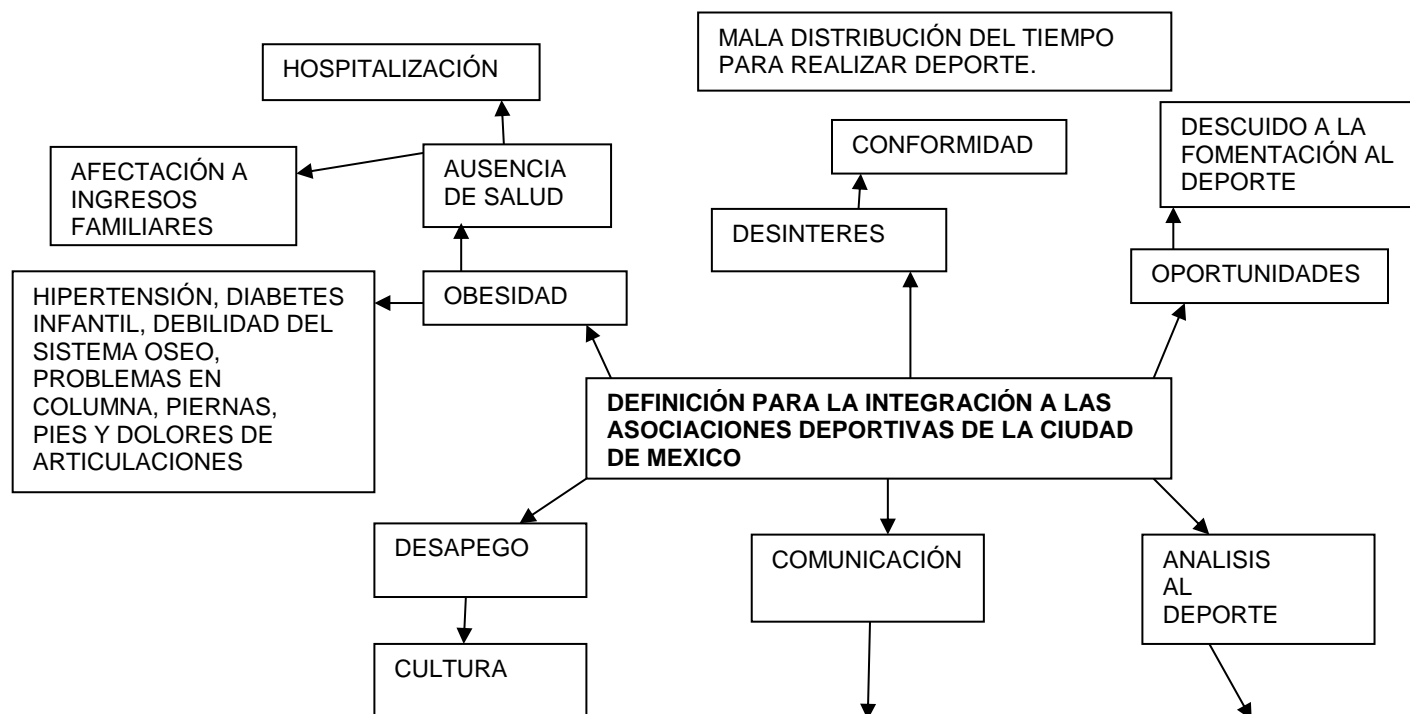 MALA DISTRIBUCIÓN DEL TIEMPO
PARA REALIZAR DEPORTE.
HOSPITALIZACIÓN
CONFORMIDAD
DESCUIDO A LA
FOMENTACIÓN AL
DEPORTE
AFECTACIÓN A
INGRESOS
FAMILIARES
AUSENCIA
DE SALUD
DESINTERES
OPORTUNIDADES
HIPERTENSIÓN, DIABETES
INFANTIL, DEBILIDAD DEL
SISTEMA OSEO,
PROBLEMAS EN
COLUMNA, PIERNAS,
PIES Y DOLORES DE
ARTICULACIONES
OBESIDAD
DEFINICIÓN PARA LA INTEGRACIÓN A LAS
ASOCIACIONES DEPORTIVAS DE LA CIUDAD
DE MEXICO
DESAPEGO
COMUNICACIÓN
ANALISIS
AL
DEPORTE
CULTURA